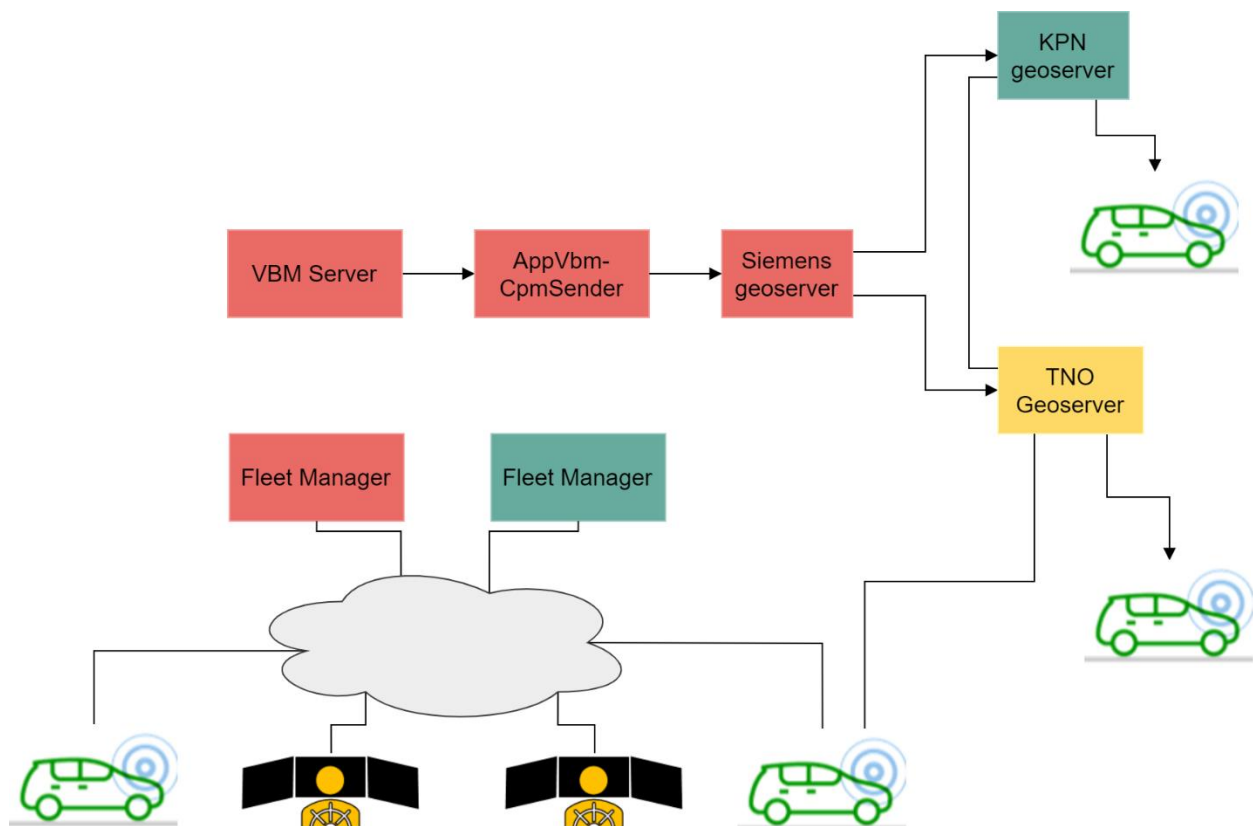 KPN
geoserver
VBM Server
AppVbm-
CpmSender
Siemens
geoserver
TNO
Geoserver
Fleet Manager
Fleet Manager